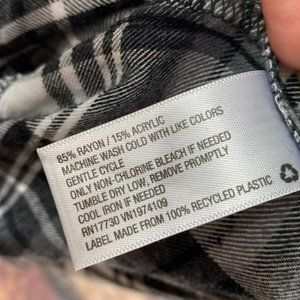 85% RAYON / 15% ACRYLIC
MACHINE WASH COLD WITH LIKE COLORS
GENTLE CYCLE
ONLY NON-CHLORINE BLEACH IF NEEDED
TUMBLE DRY LOW, REMOVE PROMPTLY
COOL IRON IF NEEDED
RN17730 VN1974109
LABEL MADE FROM 100% RECYCLED PLASTIC